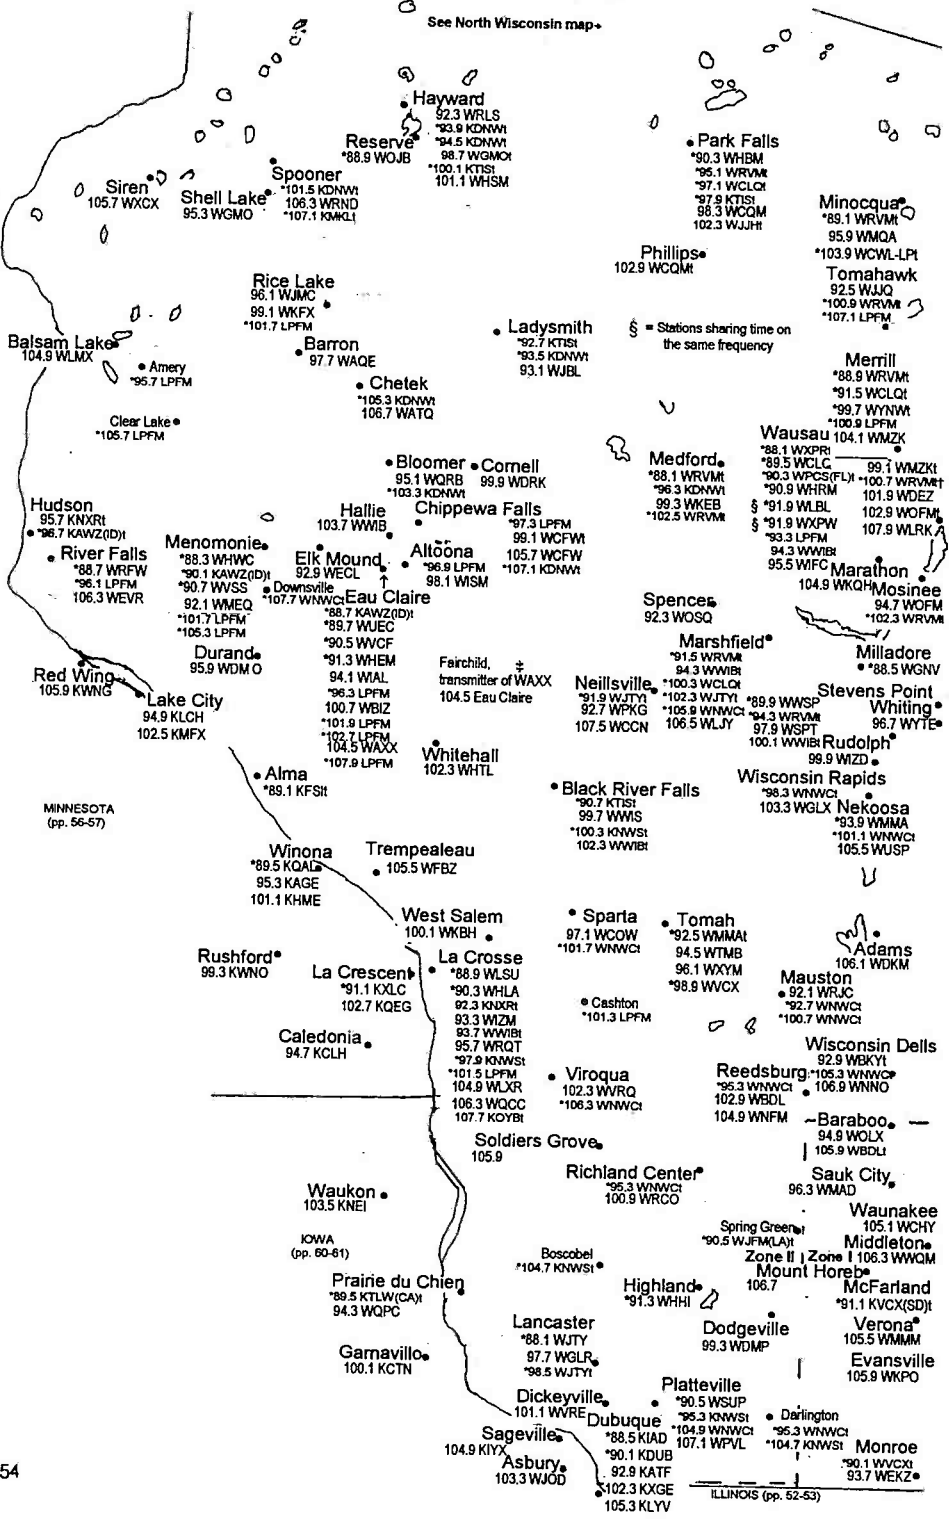 See North Wisconsin map→
Hayward
92.3 WRLS
*93.9 KDNWt
*94.5 KDNWt
98.7 WGMOt
*100.1 KTISt
101.1 WHSM
Reserve
*88.9 WOJB
Park Falls
*90.3 WHBM
*95.1 WRVMt
*97.1 WCLQt
*97.9 KTISt
98.3 WCQM
102.3 WJJHt
Spooner
*101.5 KDNWt
106.3 WRND
*107.1 KMKLt
Siren
105.7 WXCX
Shell Lake
95.3 WGMO
Minocqua
*89.1 WRVMt
95.9 WMQA
*103.9 WCWL-LPt
Phillips
102.9 WCQMt
Tomahawk
92.5 WJJQ
*100.9 WRVMt
*107.1 LPFM
Rice Lake
96.1 WJMC
99.1 WKFX
*101.7 LPFM
Ladysmith
*92.7 KTISt
*93.5 KDNWt
93.1 WJBL
§ = Stations sharing time on
the same frequency
Balsam Lake
104.9 WLMX
Barron
97.7 WAQE
Amery
*95.7 LPFM
Chetek
*105.3 KDNWt
106.7 WATQ
Merrill
*88.9 WRVMt
*91.5 WCLQt
*99.7 WYNWt
*100.9 LPFM
104.1 WMZK
Clear Lake
*105.7 LPFM
Wausau
*88.1 WXPRt
*89.5 WCLQ
*90.3 WPCS(FL)t
*90.9 WHRM
§ *91.9 WLBL
§ *91.9 WXPW
*93.3 LPFM
94.3 WWIBt
95.5 WIFC
99.1 WMZKt
*100.7 WRVMt†
101.9 WDEZ
102.9 WOFMt
107.9 WLRK
Bloomer
95.1 WQRB
*103.3 KDNWt
Cornell
99.9 WDRK
Medford
*88.1 WRVMt
*96.3 KDNWt
99.3 WKEB
*102.5 WRVMt
Hudson
95.7 KNXRt
*96.7 KAWZ(ID)t
Hallie
103.7 WWIB
Chippewa Falls
*97.3 LPFM
99.1 WCFWt
105.7 WCFW
*107.1 KDNWt
River Falls
*88.7 WRFW
*96.1 LPFM
106.3 WEVR
Menomonie
*88.3 WHWC
*90.1 KAWZ(ID)t
*90.7 WVSS
92.1 WMEQ
*101.7 LPFM
*105.3 LPFM
Elk Mound
92.9 WECL
Altoona
*96.9 LPFM
98.1 WISM
Downsville
*107.7 WNWCt
Marathon
104.9 WKQH
Mosinee
94.7 WOFM
*102.3 WRVMt
Eau Claire
*88.7 KAWZ(ID)t
*89.7 WUEC
*90.5 WVCF
*91.3 WHEM
94.1 WIAL
*96.3 LPFM
100.7 WBIZ
*101.9 LPFM
*102.7 LPFM
104.5 WAXX
*107.9 LPFM
Spencer
92.3 WOSQ
Durand
95.9 WDMO
Marshfield
*91.5 WRVMt
94.3 WWIBt
*100.3 WCLQt
*102.3 WJTYt
*105.9 WNWCt
106.5 WLJY
Milladore
*88.5 WGNV
Red Wing
105.9 KWNG
Fairchild,
transmitter of WAXX
104.5 Eau Claire
Neillsville
*91.9 WJTYt
92.7 WPKG
107.5 WCCN
Stevens Point
*89.9 WWSP
*94.3 WRVMt
97.9 WSPT
100.1 WWIBt
Whiting
96.7 WYTE
Lake City
94.9 KLCH
102.5 KMFX
Rudolph
99.9 WIZD
Whitehall
102.3 WHTL
Alma
*89.1 KFSIt
Black River Falls
*90.7 KTISt
99.7 WWIS
*100.3 KNWSt
102.3 WWIBt
Wisconsin Rapids
*98.3 WNWCt
103.3 WGLX
Nekoosa
*93.9 WMMA
*101.1 WNWCt
105.5 WUSP
MINNESOTA
(pp. 56-57)
Winona
*89.5 KQAL
95.3 KAGE
101.1 KHME
Trempealeau
105.5 WFBZ
West Salem
100.1 WKBH
Sparta
97.1 WCOW
*101.7 WNWCt
Tomah
*92.5 WMMAt
94.5 WTMB
96.1 WXYM
*98.9 WVCX
Adams
106.1 WDKM
Rushford
99.3 KWNO
La Crescent
*91.1 KXLC
102.7 KQEG
La Crosse
*88.9 WLSU
*90.3 WHLA
92.3 KNXRt
93.3 WIZM
93.7 WWIBt
95.7 WRQT
*97.9 KNWSt
*101.5 LPFM
104.9 WLXR
106.3 WQCC
107.7 KOYBt
Mauston
92.1 WRJC
*92.7 WNWCt
*100.7 WNWCt
Cashton
*101.3 LPFM
Caledonia
94.7 KCLH
Wisconsin Dells
92.9 WBKYt
*105.3 WNWCt
106.9 WNNO
Viroqua
102.3 WVRQ
*106.3 WNWCt
Reedsburg
*95.3 WNWCt
102.9 WBDL
104.9 WNFM
Baraboo
94.9 WOLX
105.9 WBDLt
Soldiers Grove
105.9
Richland Center
*95.3 WNWCt
100.9 WRCO
Sauk City
96.3 WMAD
Waukon
103.5 KNEI
Waunakee
105.1 WCHY
Spring Green
*90.5 WJFM(LA)t
Middleton
106.3 WWQM
Zone II | Zone I
IOWA
(pp. 60-61)
Boscobel
*104.7 KNWSt
Mount Horeb
106.7
Prairie du Chien
*89.5 KTLW(CA)t
94.3 WQPC
Highland
*91.3 WHHI
McFarland
*91.1 KVCX(SD)t
Lancaster
*88.1 WJTY
97.7 WGLR
*98.5 WJTYt
Dodgeville
99.3 WDMP
Verona
105.5 WMMM
Garnavillo
100.1 KCTN
Evansville
105.9 WKPO
Dickeyville
101.1 WVRE
Platteville
*90.5 WSUP
*95.3 KNWSt
*104.9 WNWCt
107.1 WPVL
Darlington
*95.3 WNWCt
*104.7 KNWSt
Dubuque
*88.5 KIAD
*90.1 KDUB
92.9 KATF
102.3 KXGE
105.3 KLYV
Sageville
104.9 KIYX
Asbury
103.3 WJOD
Monroe
*90.1 WVCXt
93.7 WEKZ
54
ILLINOIS (pp. 52-53)